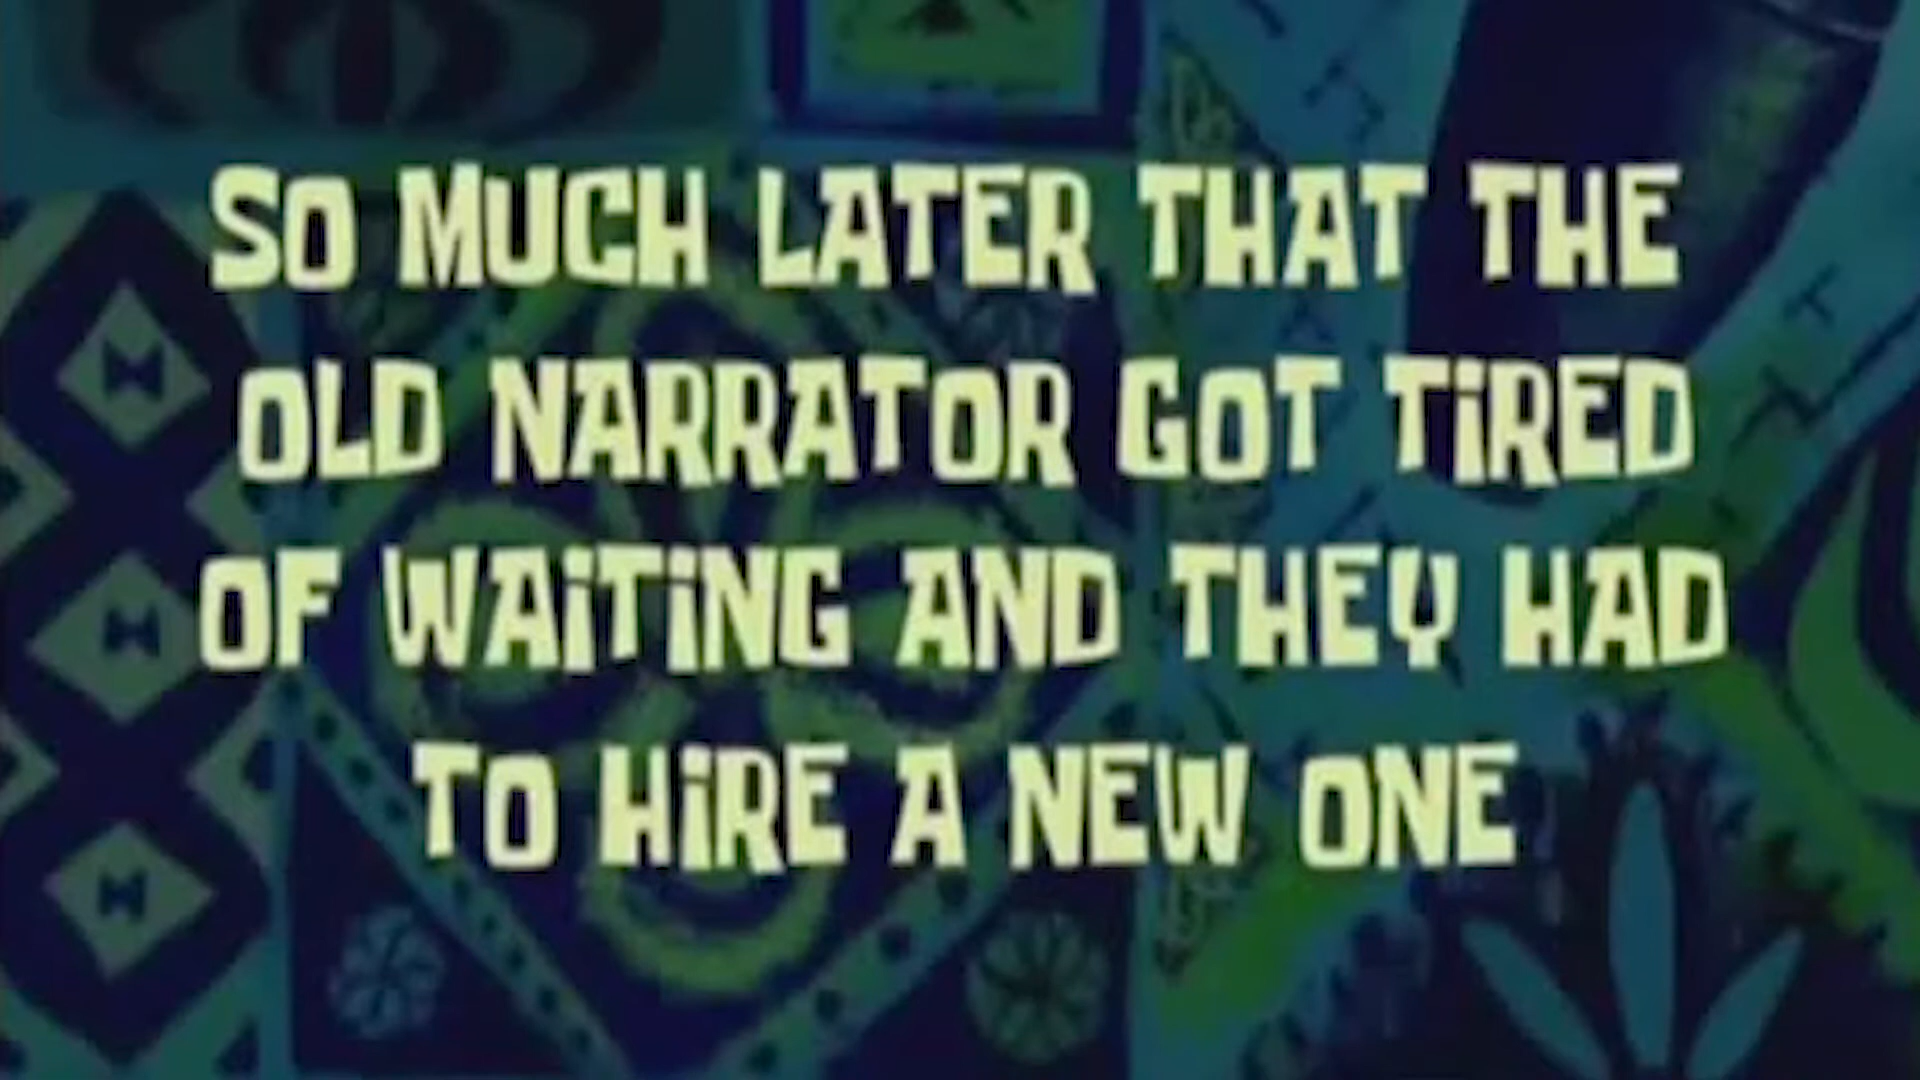 SO MUCH LATER THAT THE
OLD NARRATOR GOT TIRED
OF WAITING AND THEY HAD
TO HIRE A NEW ONE